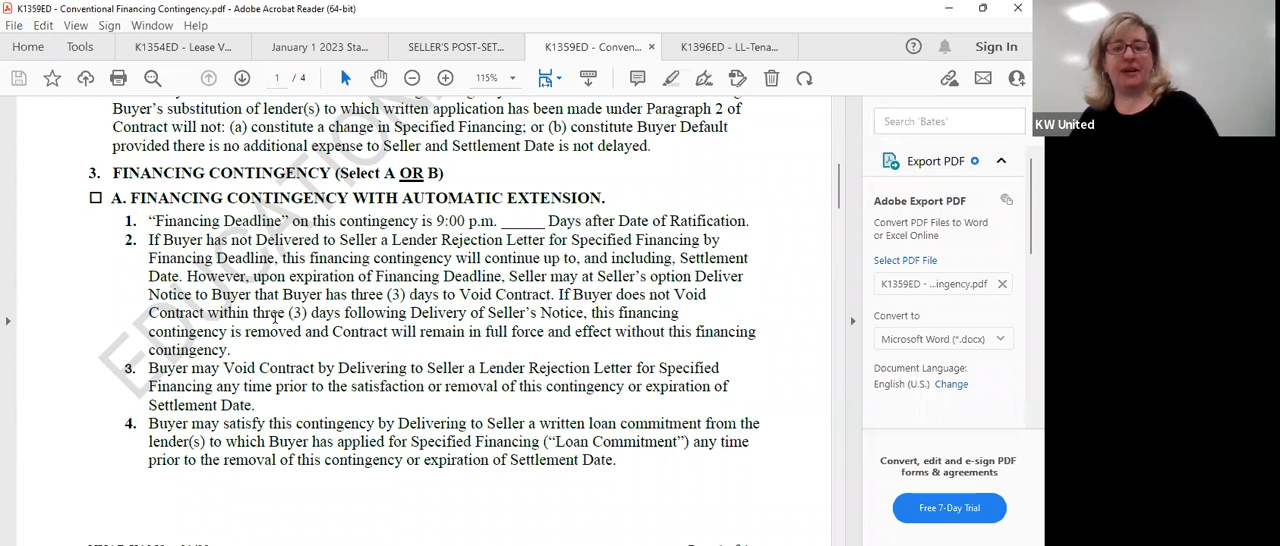 K1359ED - Conventional Financing Contingency.pdf - Adobe Acrobat Reader (64-bit)
File Edit View Sign Window Help
Home Tools K1354ED - Lease V... January 1 2023 Sta... SELLER'S POST-SET... K1359ED - Conven... × K1396ED - LL-Tena... Sign In
1 / 4 115%
Buyer's substitution of lender(s) to which written application has been made under Paragraph 2 of
Contract will not: (a) constitute a change in Specified Financing; or (b) constitute Buyer Default
provided there is no additional expense to Seller and Settlement Date is not delayed.
3. FINANCING CONTINGENCY (Select A OR B)
A. FINANCING CONTINGENCY WITH AUTOMATIC EXTENSION.
1. "Financing Deadline" on this contingency is 9:00 p.m. ______ Days after Date of Ratification.
2. If Buyer has not Delivered to Seller a Lender Rejection Letter for Specified Financing by
Financing Deadline, this financing contingency will continue up to, and including, Settlement
Date. However, upon expiration of Financing Deadline, Seller may at Seller's option Deliver
Notice to Buyer that Buyer has three (3) days to Void Contract. If Buyer does not Void
Contract within three (3) days following Delivery of Seller's Notice, this financing
contingency is removed and Contract will remain in full force and effect without this financing
contingency.
3. Buyer may Void Contract by Delivering to Seller a Lender Rejection Letter for Specified
Financing any time prior to the satisfaction or removal of this contingency or expiration of
Settlement Date.
4. Buyer may satisfy this contingency by Delivering to Seller a written loan commitment from the
lender(s) to which Buyer has applied for Specified Financing ("Loan Commitment") any time
prior to the removal of this contingency or expiration of Settlement Date.
Search 'Bates'
Export PDF
Adobe Export PDF
Convert PDF Files to Word
or Excel Online
Select PDF File
K1359ED - ...ingency.pdf ×
Convert to
Microsoft Word (*.docx)
Document Language:
English (U.S.) Change
Convert, edit and e-sign PDF
forms & agreements
Free 7-Day Trial
KW United